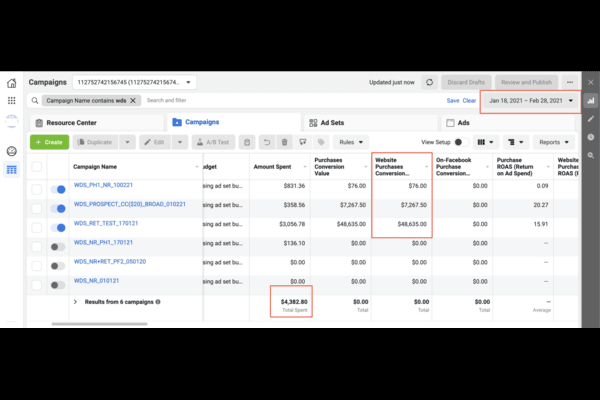 Campaigns
112752742156745 (11275274215674...
Updated just now
Discard Drafts
Review and Publish
Campaign Name contains wds
Search and filter
Save Clear
Jan 18, 2021 – Feb 28, 2021
Resource Center
Campaigns
Ad Sets
Ads
+ Create
Duplicate
Edit
A/B Test
Rules
View Setup
Reports
Campaign Name
udget
Amount Spent
Purchases Conversion Value
Website Purchases Conversion...
On-Facebook Purchase Conversion...
Purchase ROAS (Return on Ad Spend)
Website Purchase ROAS (Return
WDS_PH1_NR_100221 sing ad set bu... $831.36 $76.00 $76.00 $0.00 0.09
WDS_PROSPECT_CC($20)_BROAD_010221 sing ad set bu... $358.56 $7,267.50 $7,267.50 $0.00 20.27
WDS_RET_TEST_170121 sing ad set bu... $3,056.78 $48,635.00 $48,635.00 $0.00 15.91
WDS_NR_PH1_170121 sing ad set bu... $136.10 $0.00 $0.00 $0.00 —
WDS_NR+RET_PF2_050120 sing ad set bu... $0.00 $0.00 $0.00 $0.00 —
WDS_NR_010121 sing ad set bu... $0.00 $0.00 $0.00 $0.00 —
Results from 6 campaigns $4,382.80 $0.00 $0.00 $0.00 —
Total Spent Total Total Total Average